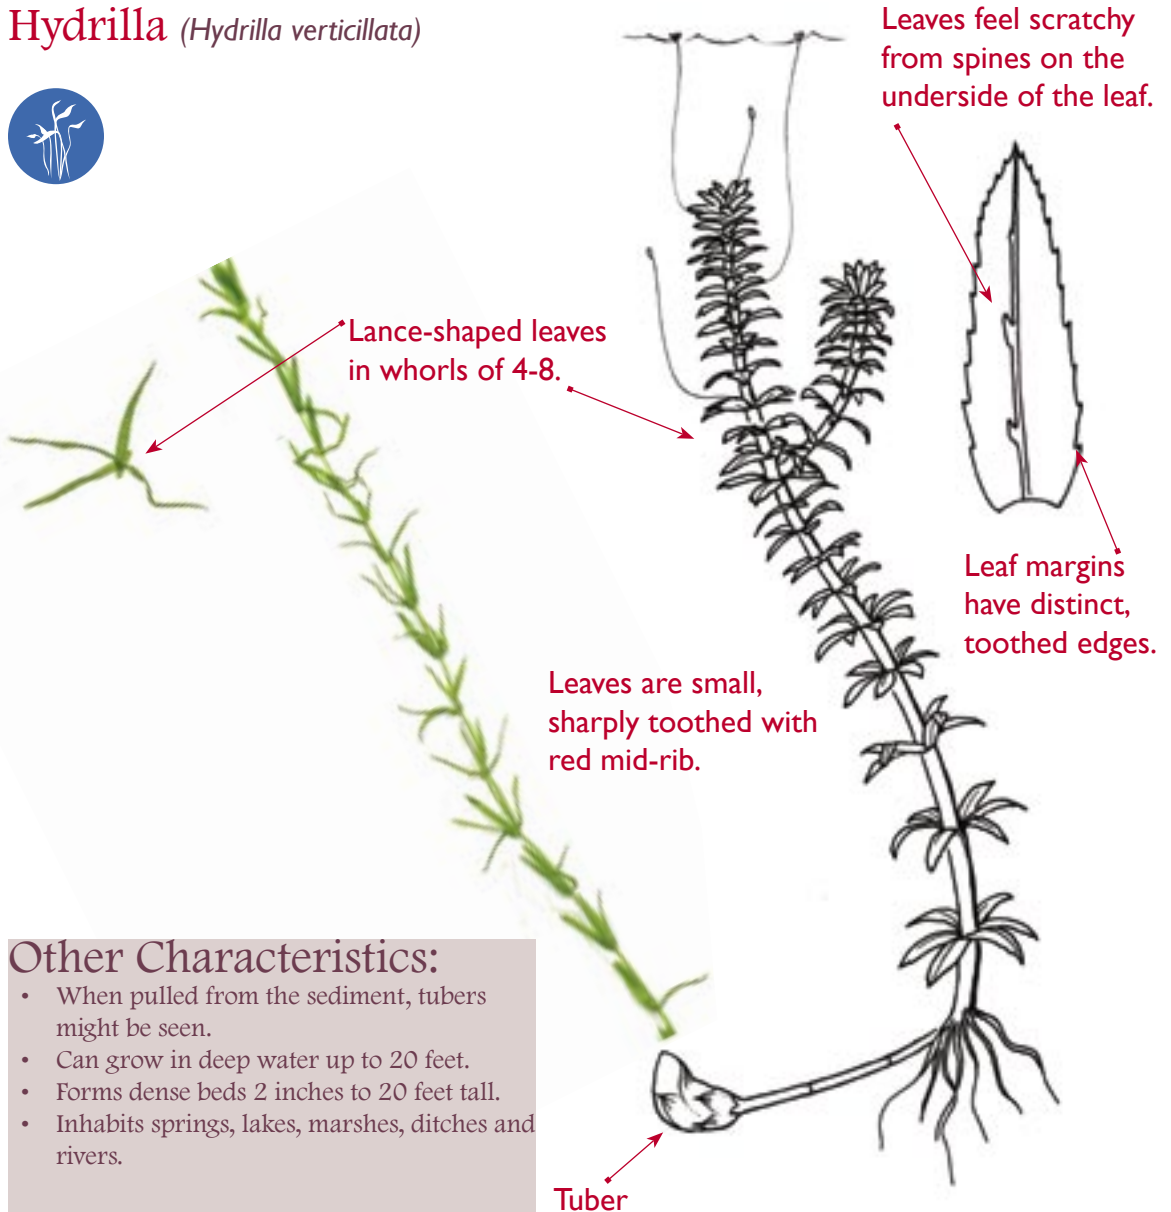 Hydrilla (Hydrilla verticillata)
Leaves feel scratchy
from spines on the
underside of the leaf.
Lance-shaped leaves
in whorls of 4-8.
Leaf margins
have distinct,
toothed edges.
Leaves are small,
sharply toothed with
red mid-rib.
Other Characteristics:
• When pulled from the sediment, tubers
might be seen.
• Can grow in deep water up to 20 feet.
• Forms dense beds 2 inches to 20 feet tall.
• Inhabits springs, lakes, marshes, ditches and
rivers.
Tuber